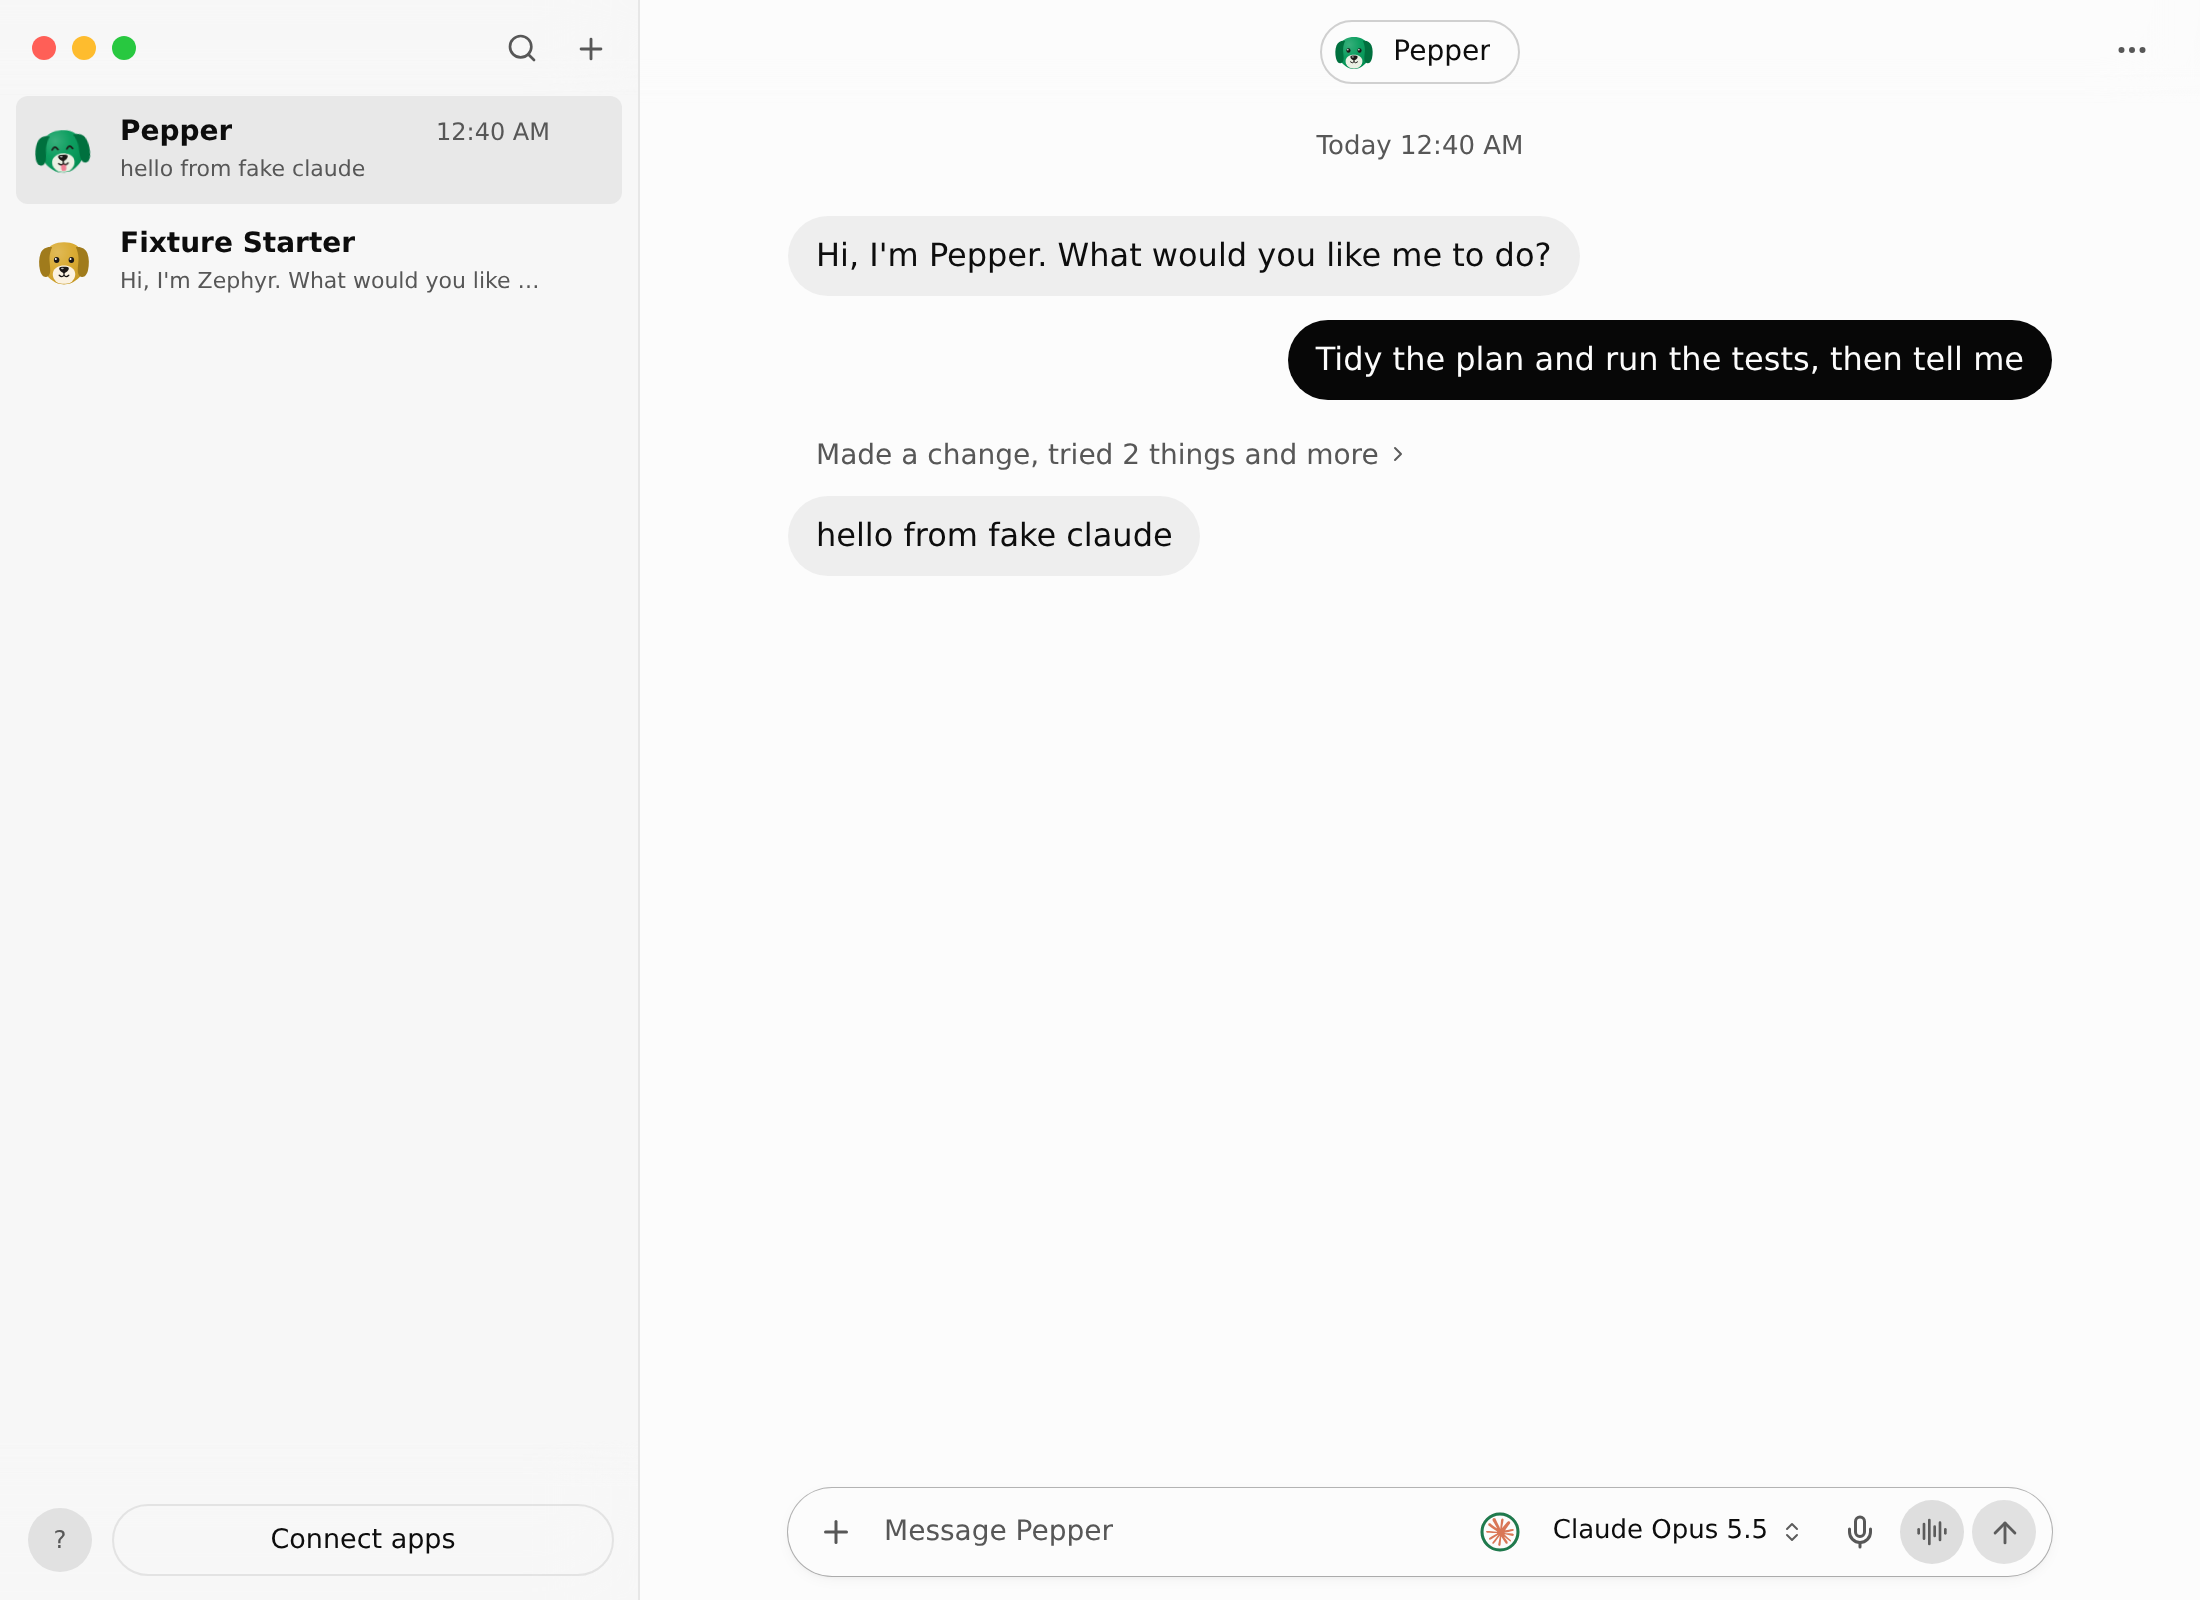 Pepper
12:40 AM
hello from fake claude
Fixture Starter
Hi, I'm Zephyr. What would you like ...
?
Connect apps
Pepper
Today 12:40 AM
Hi, I'm Pepper. What would you like me to do?
Tidy the plan and run the tests, then tell me
Made a change, tried 2 things and more
hello from fake claude
Message Pepper
Claude Opus 5.5